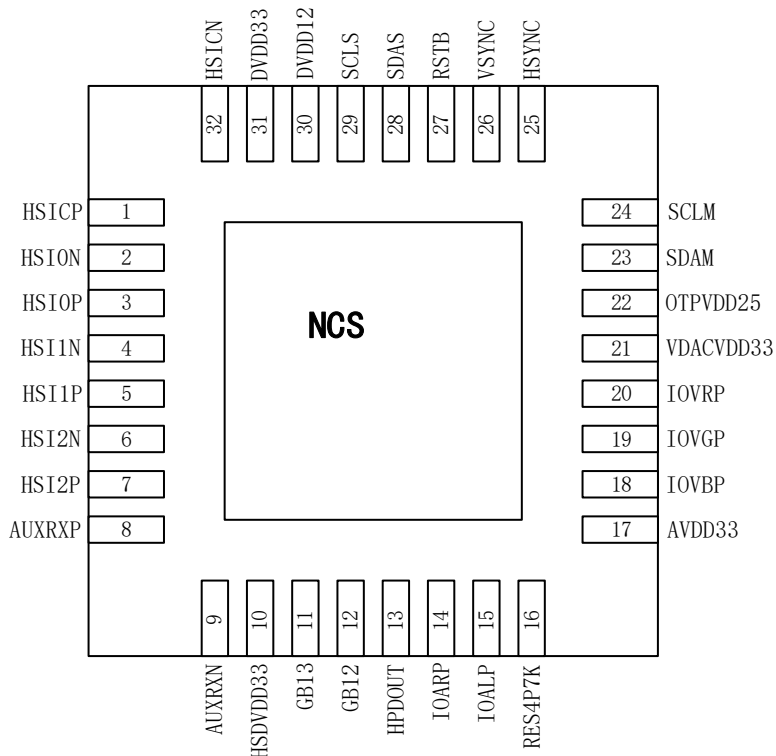 HSICN
DVDD33
DVDD12
SCLS
SDAS
RSTB
VSYNC
HSYNC
32
31
30
29
28
27
26
25
HSICP 1
HSI0N 2
HSI0P 3
HSI1N 4
HSI1P 5
HSI2N 6
HSI2P 7
AUXRXP 8
NCS
24 SCLM
23 SDAM
22 OTPVDD25
21 VDACVDD33
20 IOVRP
19 IOVGP
18 IOVBP
17 AVDD33
9
10
11
12
13
14
15
16
AUXRXN
HSDVDD33
GB13
GB12
HPDOUT
IOARP
IOALP
RES4P7K